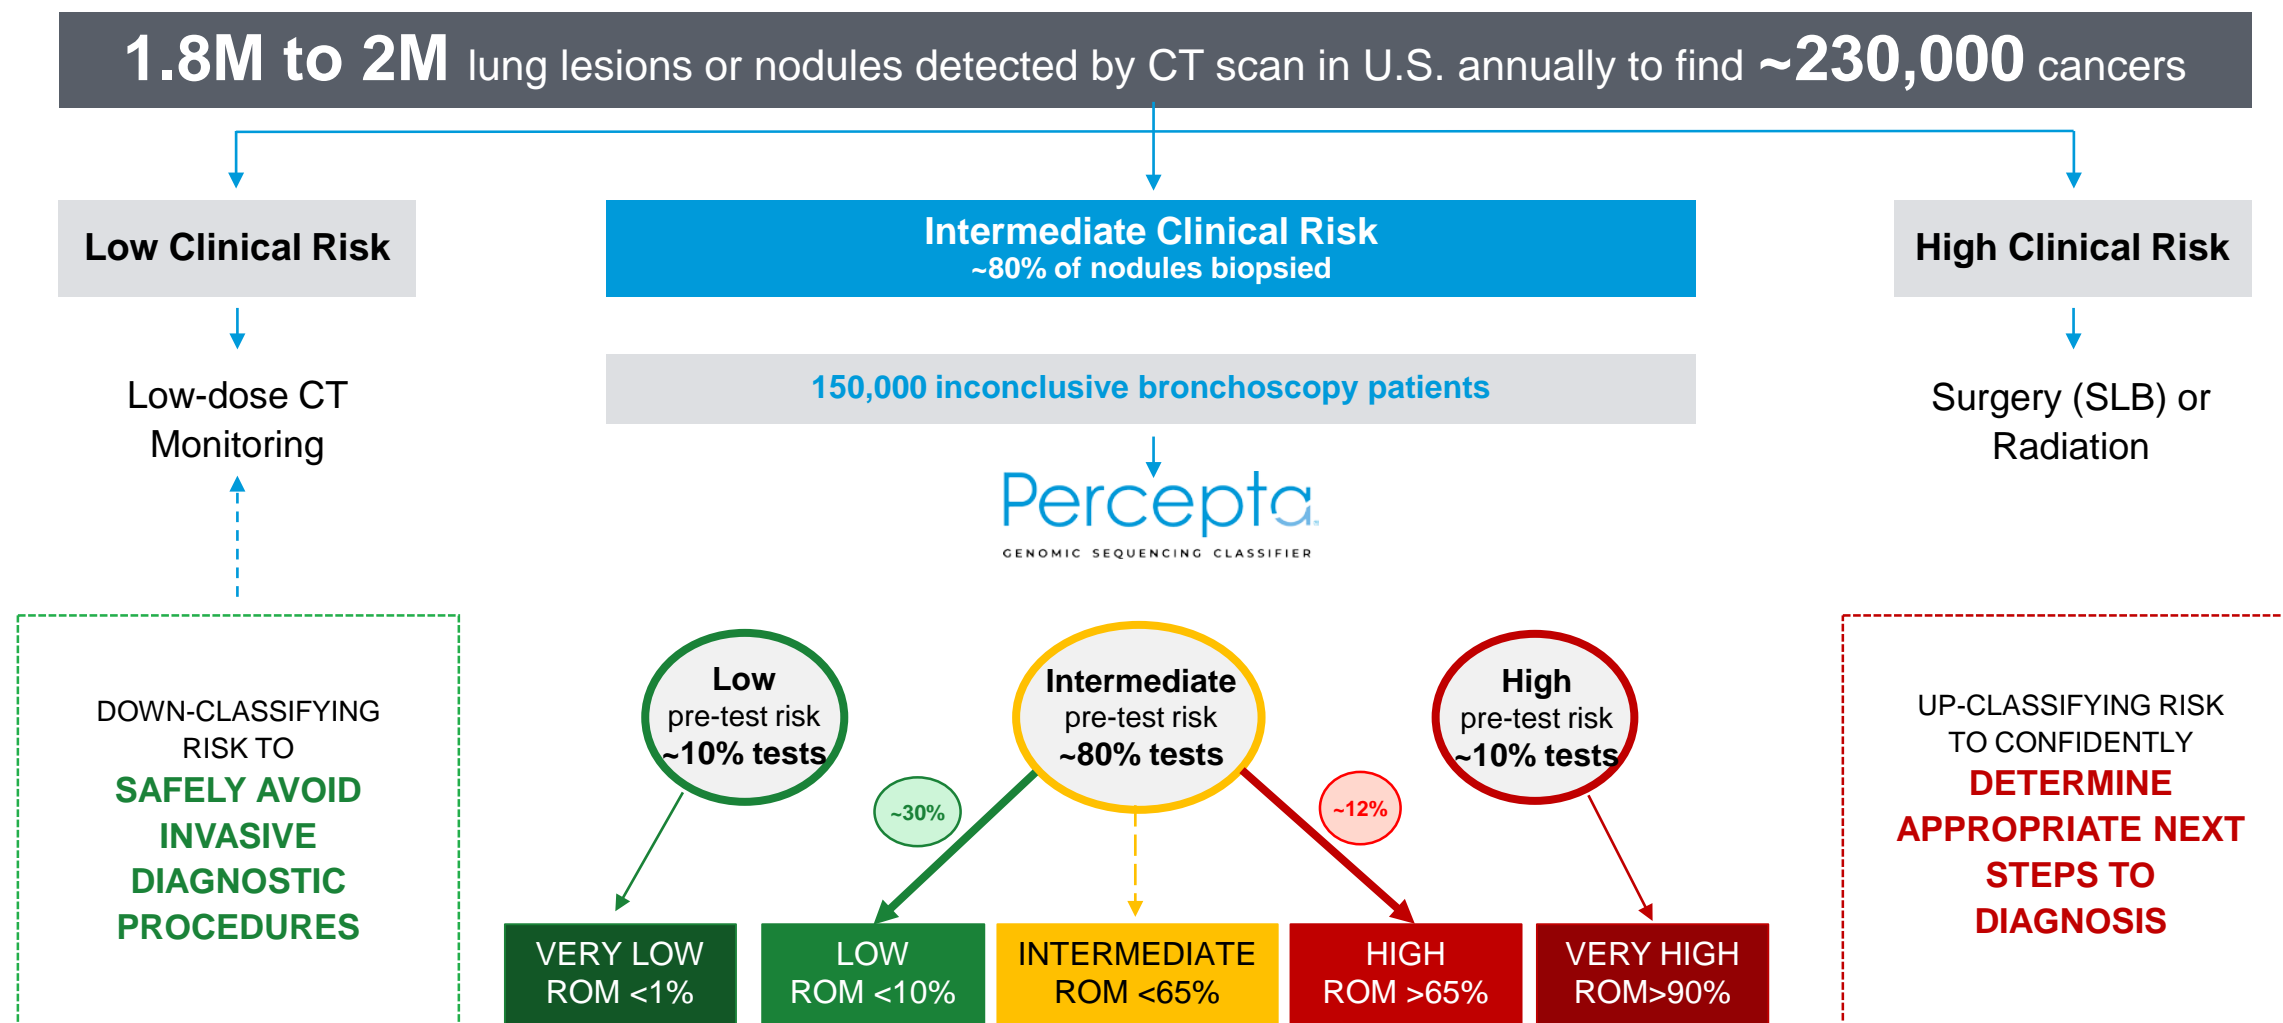 1.8M to 2M lung lesions or nodules detected by CT scan in U.S. annually to find ~230,000 cancers
Low Clinical Risk
Intermediate Clinical Risk
~80% of nodules biopsied
High Clinical Risk
150,000 inconclusive bronchoscopy patients
Low-dose CT
Monitoring
Surgery (SLB) or
Radiation
Percepta
GENOMIC SEQUENCING CLASSIFIER
DOWN-CLASSIFYING
RISK TO
SAFELY AVOID
INVASIVE
DIAGNOSTIC
PROCEDURES
Low
pre-test risk
~10% tests
Intermediate
pre-test risk
~80% tests
High
pre-test risk
~10% tests
~30%
~12%
UP-CLASSIFYING RISK
TO CONFIDENTLY
DETERMINE
APPROPRIATE NEXT
STEPS TO
DIAGNOSIS
VERY LOW
ROM <1%
LOW
ROM <10%
INTERMEDIATE
ROM <65%
HIGH
ROM >65%
VERY HIGH
ROM>90%